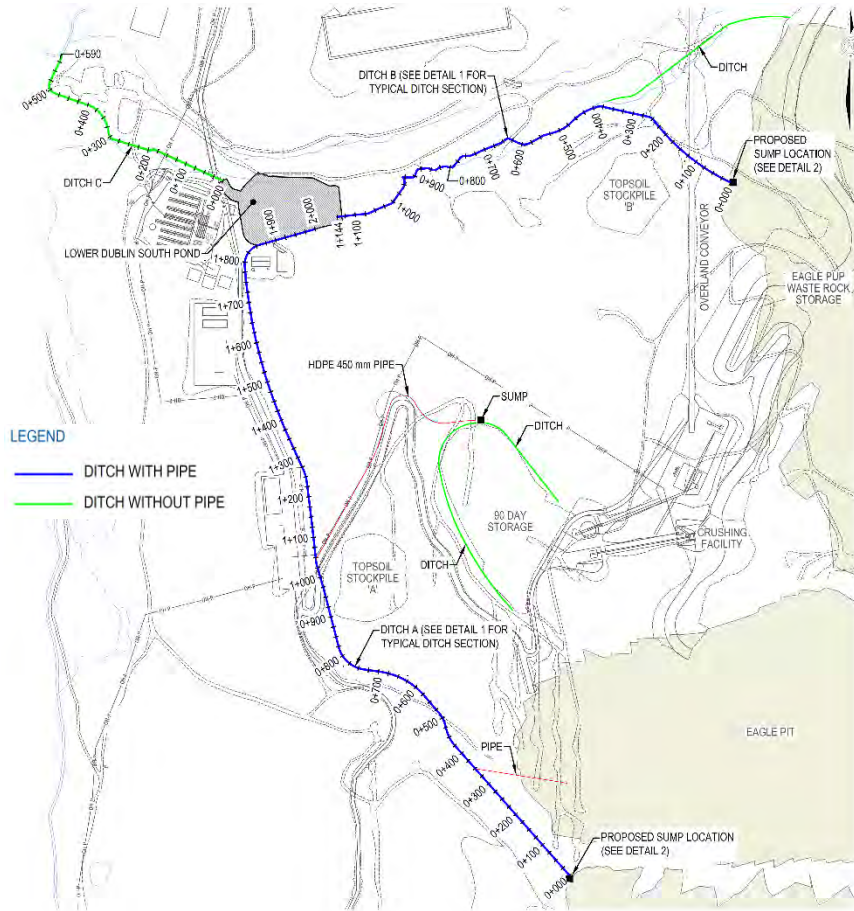 0+590
0+500
0+400
0+300
0+200
0+100
0+000
DITCH C
LOWER DUBLIN SOUTH POND
DITCH B (SEE DETAIL 1 FOR
TYPICAL DITCH SECTION)
DITCH
PROPOSED
SUMP LOCATION
(SEE DETAIL 2)
0+000
0+100
0+200
0+300
0+400
0+500
0+600
0+700
0+800
0+900
1+000
1+100
1+144
TOPSOIL
STOCKPILE
'B'
OVERLAND CONVEYOR
EAGLE PUP
WASTE ROCK
STORAGE
2+000
1+900
1+800
1+700
1+600
1+500
1+400
1+300
1+200
1+100
1+000
0+900
0+800
0+700
0+600
0+500
0+400
0+300
0+200
0+100
0+000
HDPE 450 mm PIPE
SUMP
DITCH
90 DAY
STORAGE
DITCH
CRUSHING
FACILITY
LEGEND
DITCH WITH PIPE
DITCH WITHOUT PIPE
TOPSOIL
STOCKPILE
'A'
DITCH A (SEE DETAIL 1 FOR
TYPICAL DITCH SECTION)
PIPE
EAGLE PIT
PROPOSED SUMP LOCATION
(SEE DETAIL 2)